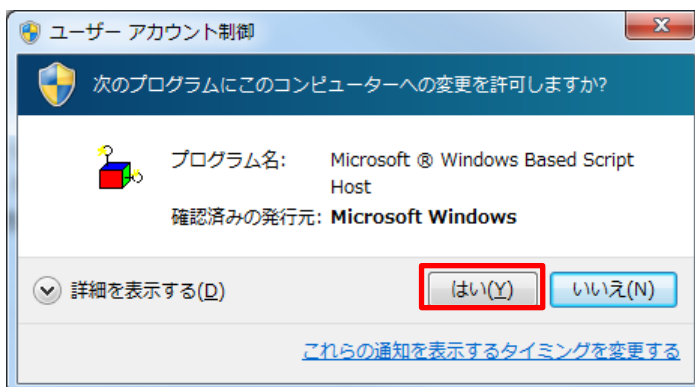 ユーザー アカウント制御
次のプログラムにこのコンピューターへの変更を許可しますか?
プログラム名: Microsoft ® Windows Based Script
Host
確認済みの発行元: Microsoft Windows
詳細を表示する(D)
はい(Y)
いいえ(N)
これらの通知を表示するタイミングを変更する